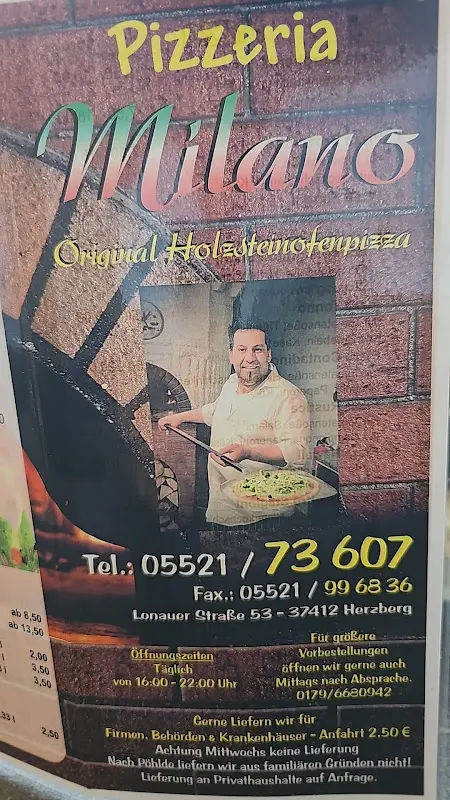 Pizzeria
Milano
Original Holzsteinofenpizza
Tel.: 05521 / 73 607
Fax.: 05521 / 99 68 36
Lonauer Straße 53 - 37412 Herzberg
Öffnungszeiten
Täglich
von 16:00 - 22:00 Uhr
Für größere
Vorbestellungen
öffnen wir gerne auch
Mittags nach Absprache.
0179/6680942
Gerne Liefern wir für
Firmen, Behörden & Krankenhäuser - Anfahrt 2.50 €
Achtung Mittwochs keine Lieferung
Nach Pöhlde liefern wir aus familiären Gründen nicht!
Lieferung an Privathaushalte auf Anfrage.
ab 8,50
ab 13,50
2,00
3,50
3,50
,33 l 2,50